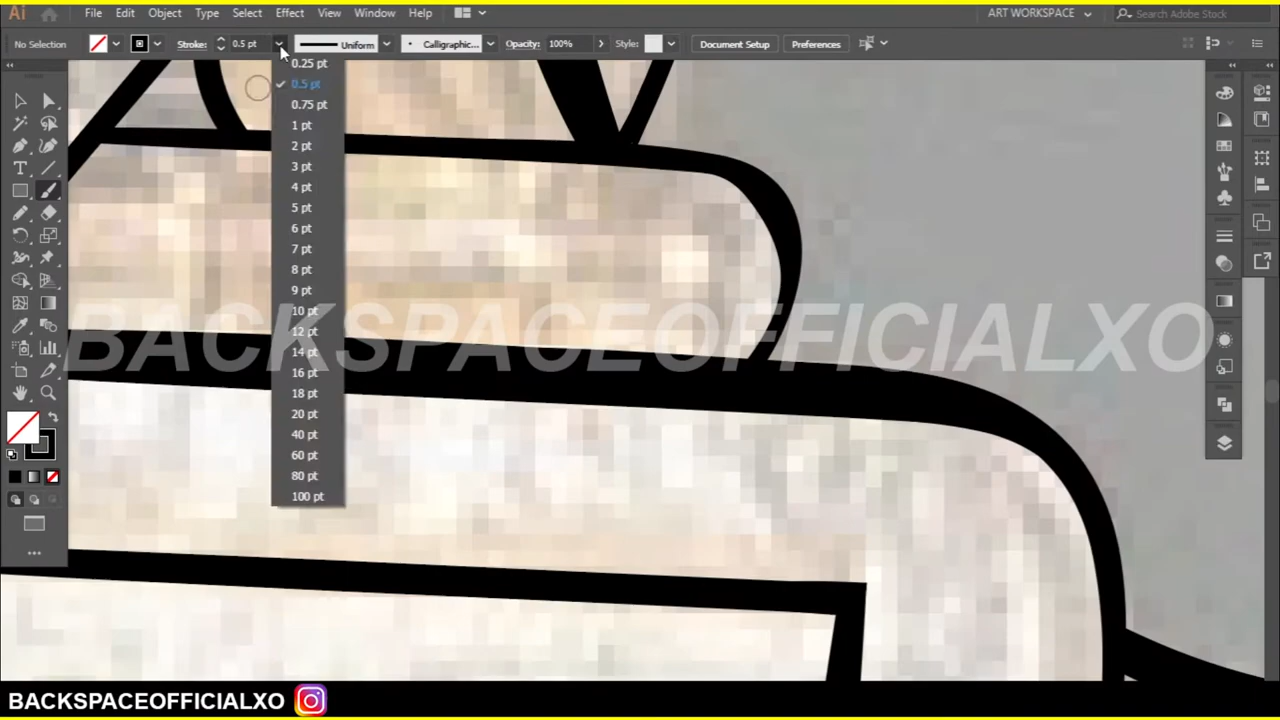 Ai File Edit Object Type Select Effect View Window Help ART WORKSPACE Search Adobe Stock
No Selection Stroke: 0.5 pt Uniform Calligraphic... Opacity: 100% Style: Document Setup Preferences
0.25 pt
0.5 pt
0.75 pt
1 pt
2 pt
3 pt
4 pt
5 pt
6 pt
7 pt
8 pt
9 pt
10 pt
12 pt
14 pt
16 pt
18 pt
20 pt
40 pt
60 pt
80 pt
100 pt
BACKSPACEOFFICIALXO
BACKSPACEOFFICIALXO